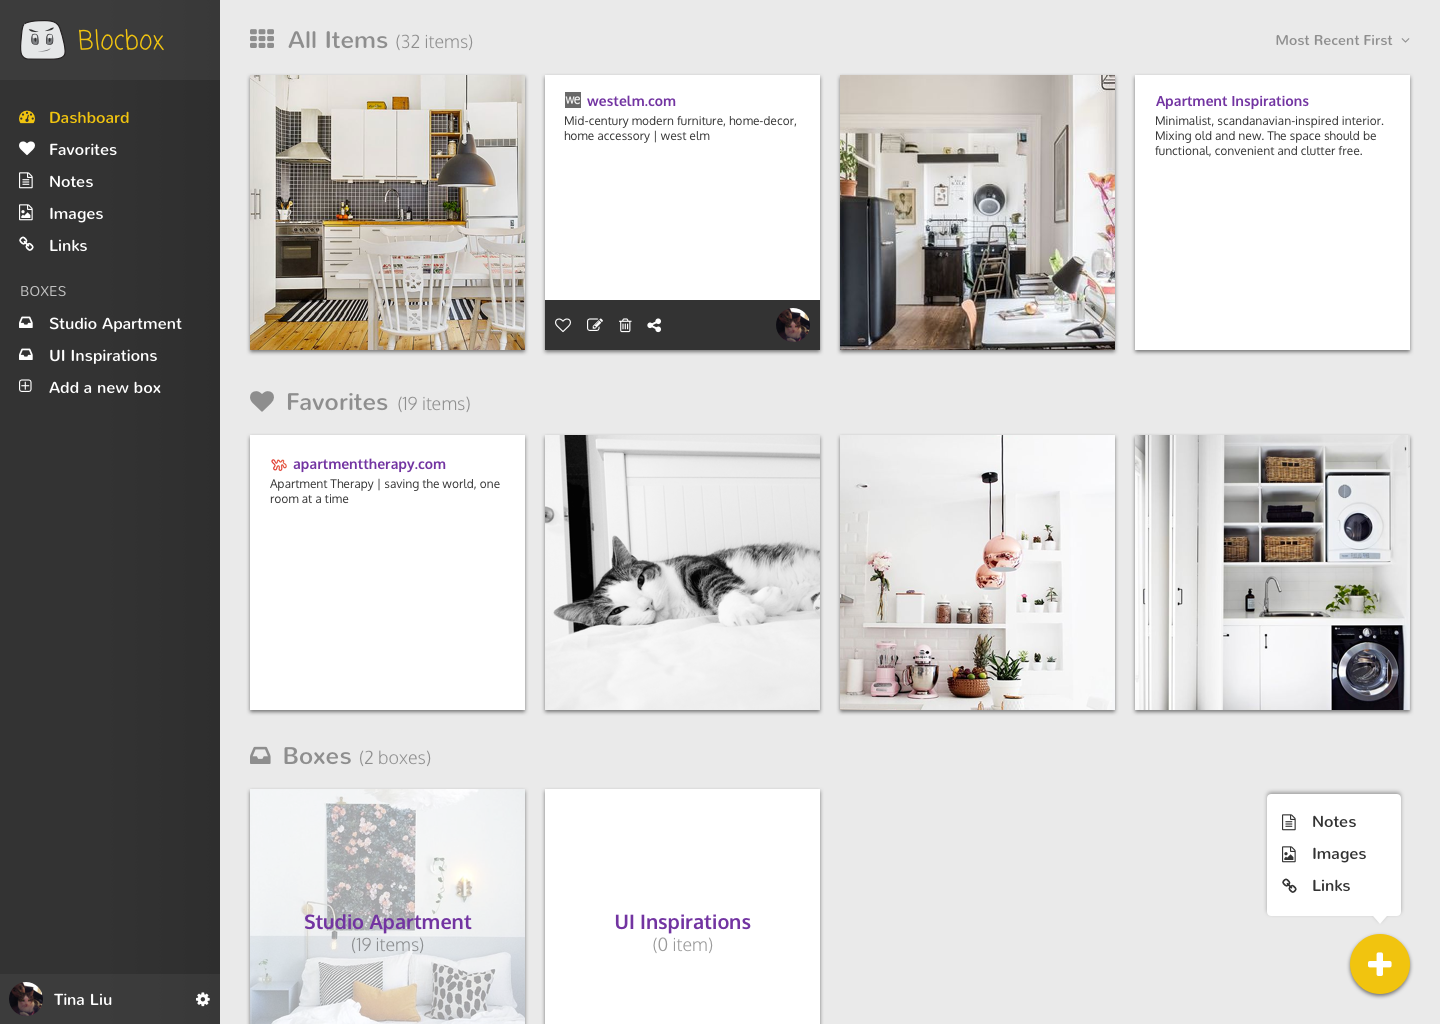 Blocbox
Dashboard
Favorites
Notes
Images
Links
BOXES
Studio Apartment
UI Inspirations
Add a new box
Tina Liu
All Items (32 items)
Most Recent First
we westelm.com
Mid-century modern furniture, home-decor,
home accessory | west elm
Apartment Inspirations
Minimalist, scandanavian-inspired interior.
Mixing old and new. The space should be
functional, convenient and clutter free.
Favorites (19 items)
apartmenttherapy.com
Apartment Therapy | saving the world, one
room at a time
Boxes (2 boxes)
Studio Apartment
(19 items)
UI Inspirations
(0 item)
Notes
Images
Links